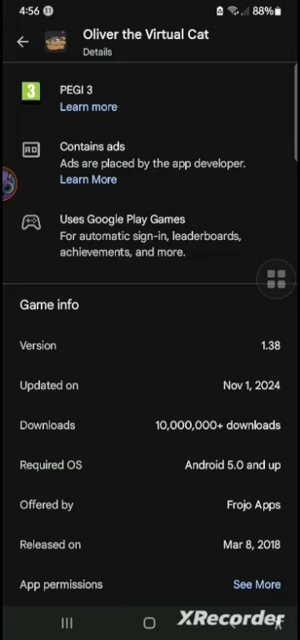 4:56 31 88%
Oliver the Virtual Cat
Details
3 PEGI 3
Learn more
AD Contains ads
Ads are placed by the app developer.
Learn More
Uses Google Play Games
For automatic sign-in, leaderboards,
achievements, and more.
Game info
Version 1.38
Updated on Nov 1, 2024
Downloads 10,000,000+ downloads
Required OS Android 5.0 and up
Offered by Frojo Apps
Released on Mar 8, 2018
App permissions See More
XRecorder